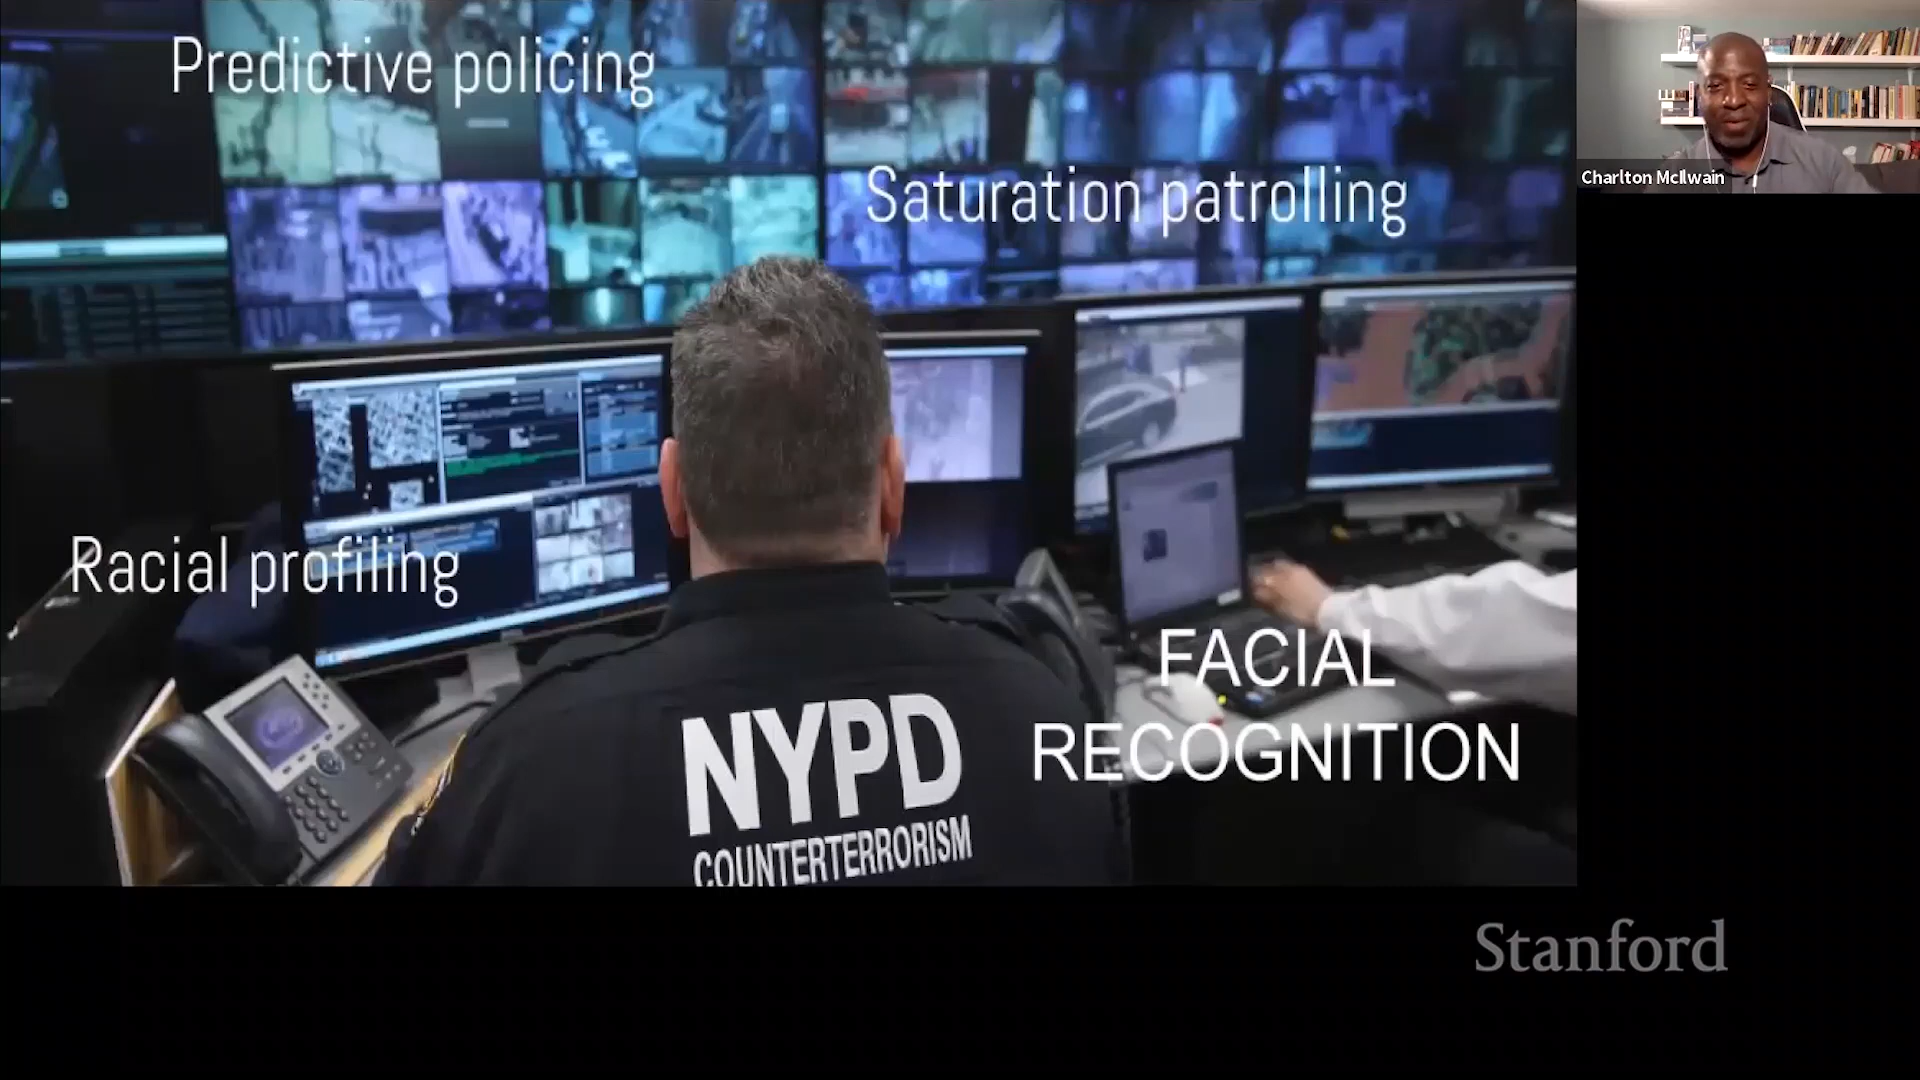 Predictive policing
Saturation patrolling
Charlton McIlwain
Racial profiling
FACIAL
RECOGNITION
NYPD
COUNTERTERRORISM
Stanford